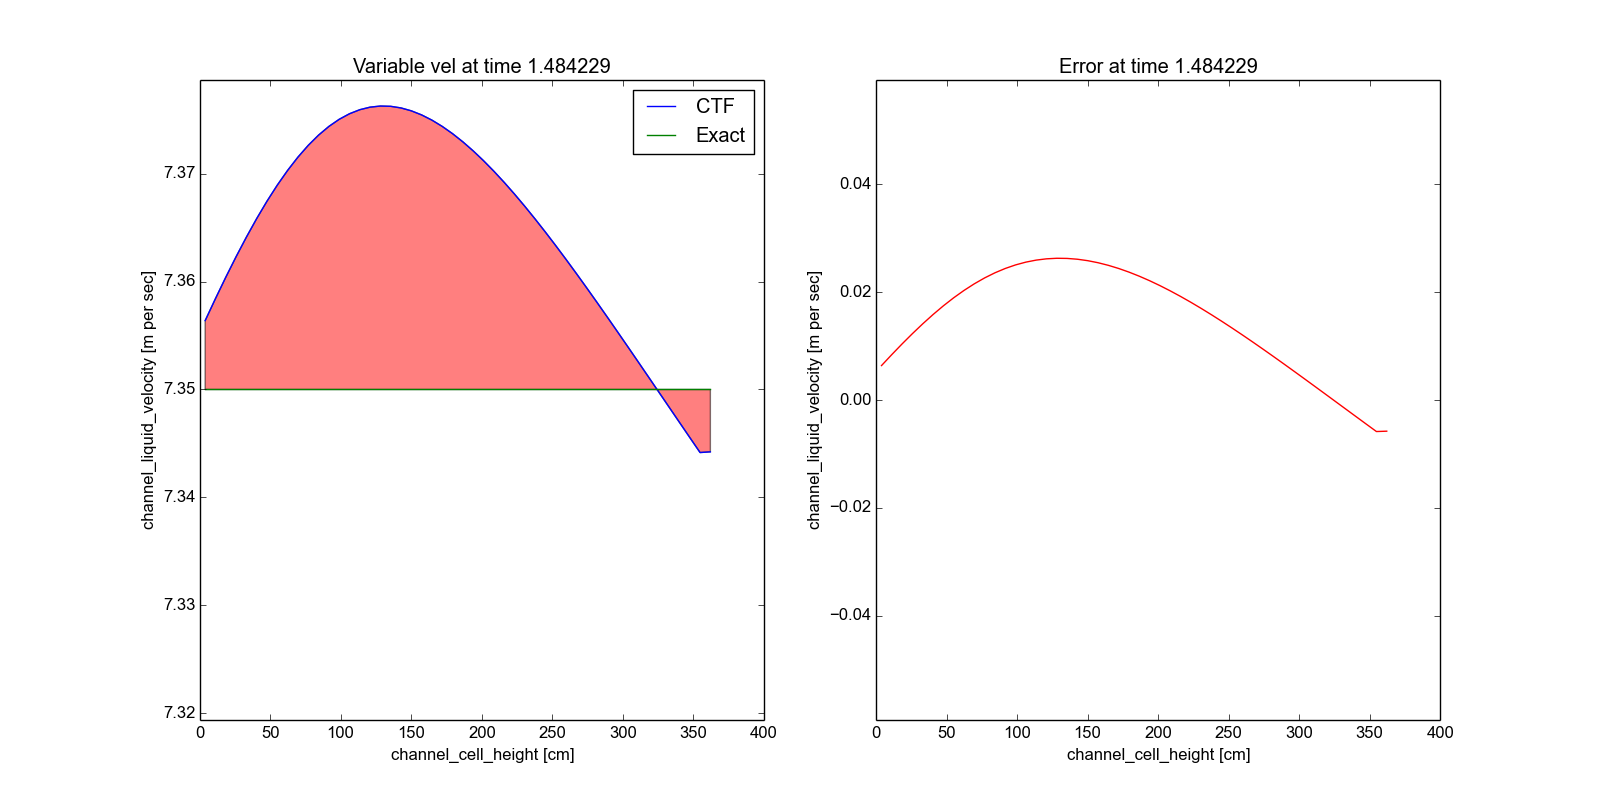 Variable vel at time 1.484229
CTF
Exact
7.37
7.36
7.35
7.34
7.33
7.32
channel_liquid_velocity [m per sec]
0 50 100 150 200 250 300 350 400
channel_cell_height [cm]
Error at time 1.484229
0.04
0.02
0.00
−0.02
−0.04
channel_liquid_velocity [m per sec]
0 50 100 150 200 250 300 350 400
channel_cell_height [cm]